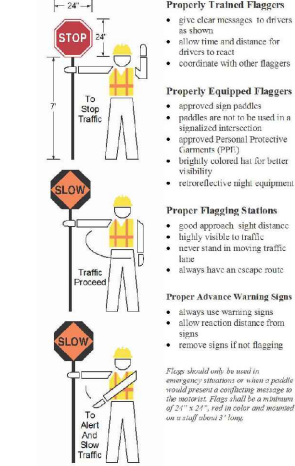 24"
STOP
24"
7'
To
Stop
Traffic
SLOW
Traffic
Proceed
SLOW
To
Alert
And
Slow
Traffic
Properly Trained Flaggers
• give clear messages to drivers
as shown
• allow time and distance for
drivers to react
• coordinate with other flaggers
Properly Equipped Flaggers
• approved sign paddles
• paddles are not to be used in a
signalized intersection
• approved Personal Protective
Garments (PPE)
• brightly colored hat for better
visibility
• retroreflective night equipment
Proper Flagging Stations
• good approach sight distance
• highly visible to traffic
• never stand in moving traffic
lane
• always have an escape route
Proper Advance Warning Signs
• always use warning signs
• allow reaction distance from
signs
• remove signs if not flagging
Flags should only be used in
emergency situations or when a paddle
would present a conflicting message to
the motorist. Flags shall be a minimum
of 24" x 24", red in color and mounted
on a staff about 3' long.